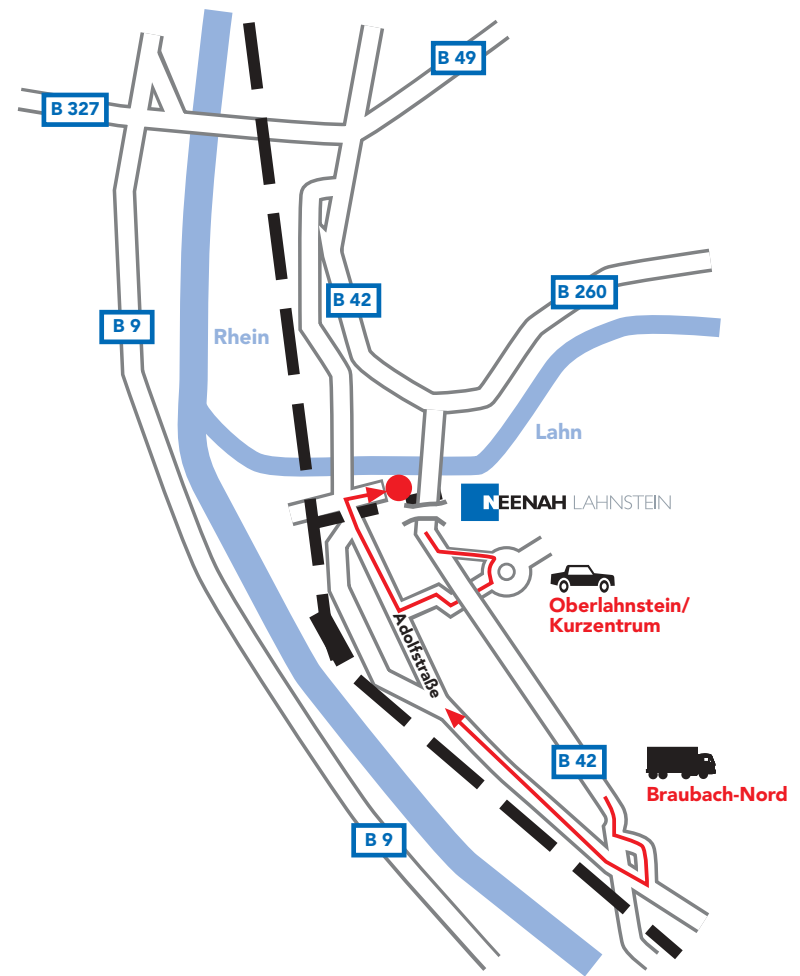 B 49
B 327
B 260
B 42
B 9
Rhein
Lahn
NEENAH LAHNSTEIN
Oberlahnstein/
Kurzentrum
Adolfstraße
B 42
Braubach-Nord
B 9